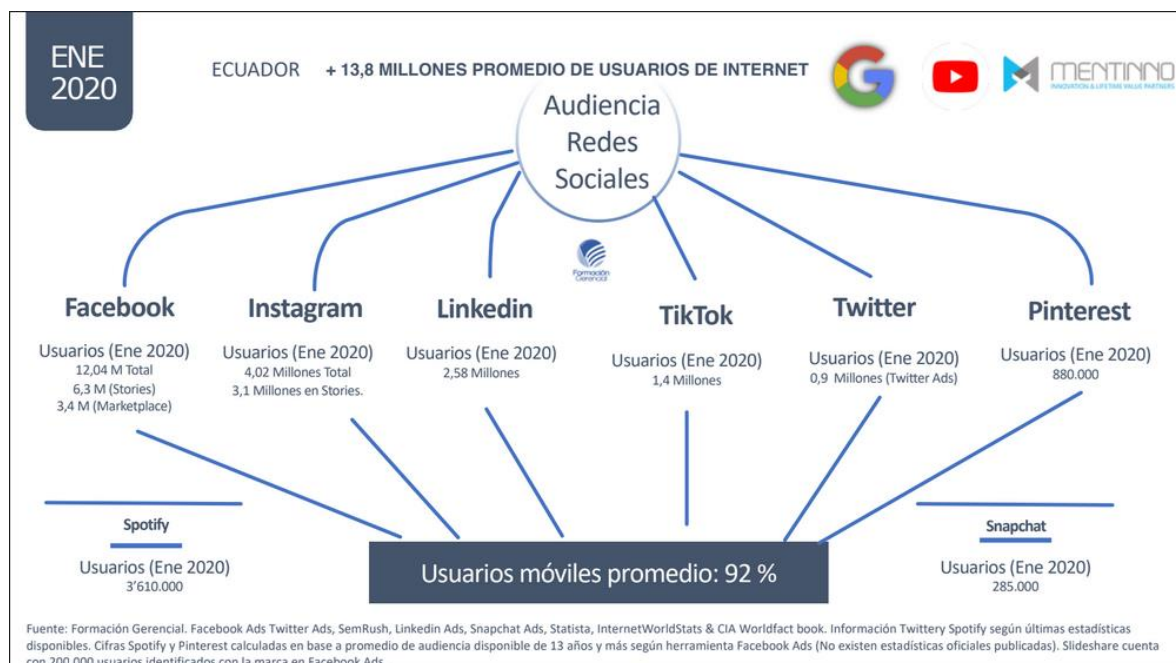 ENE
2020
ECUADOR + 13,8 MILLONES PROMEDIO DE USUARIOS DE INTERNET
MENTINNO
INNOVATION & LIFETIME VALUE PARTNERS
Audiencia
Redes
Sociales
Formación
Gerencial
Facebook
Usuarios (Ene 2020)
12,04 M Total
6,3 M (Stories)
3,4 M (Marketplace)
Instagram
Usuarios (Ene 2020)
4,02 Millones Total
3,1 Millones en Stories.
Linkedin
Usuarios (Ene 2020)
2,58 Millones
TikTok
Usuarios (Ene 2020)
1,4 Millones
Twitter
Usuarios (Ene 2020)
0,9 Millones (Twitter Ads)
Pinterest
Usuarios (Ene 2020)
880.000
Spotify
Usuarios (Ene 2020)
3'610.000
Usuarios móviles promedio: 92 %
Snapchat
Usuarios (Ene 2020)
285.000
Fuente: Formación Gerencial. Facebook Ads Twitter Ads, SemRush, Linkedin Ads, Snapchat Ads, Statista, InternetWorldStats & CIA Worldfact book. Información Twittery Spotify según últimas estadísticas
disponibles. Cifras Spotify y Pinterest calculadas en base a promedio de audiencia disponible de 13 años y más según herramienta Facebook Ads (No existen estadísticas oficiales publicadas). Slideshare cuenta
con 200.000 usuarios identificados con la marca en Facebook Ads